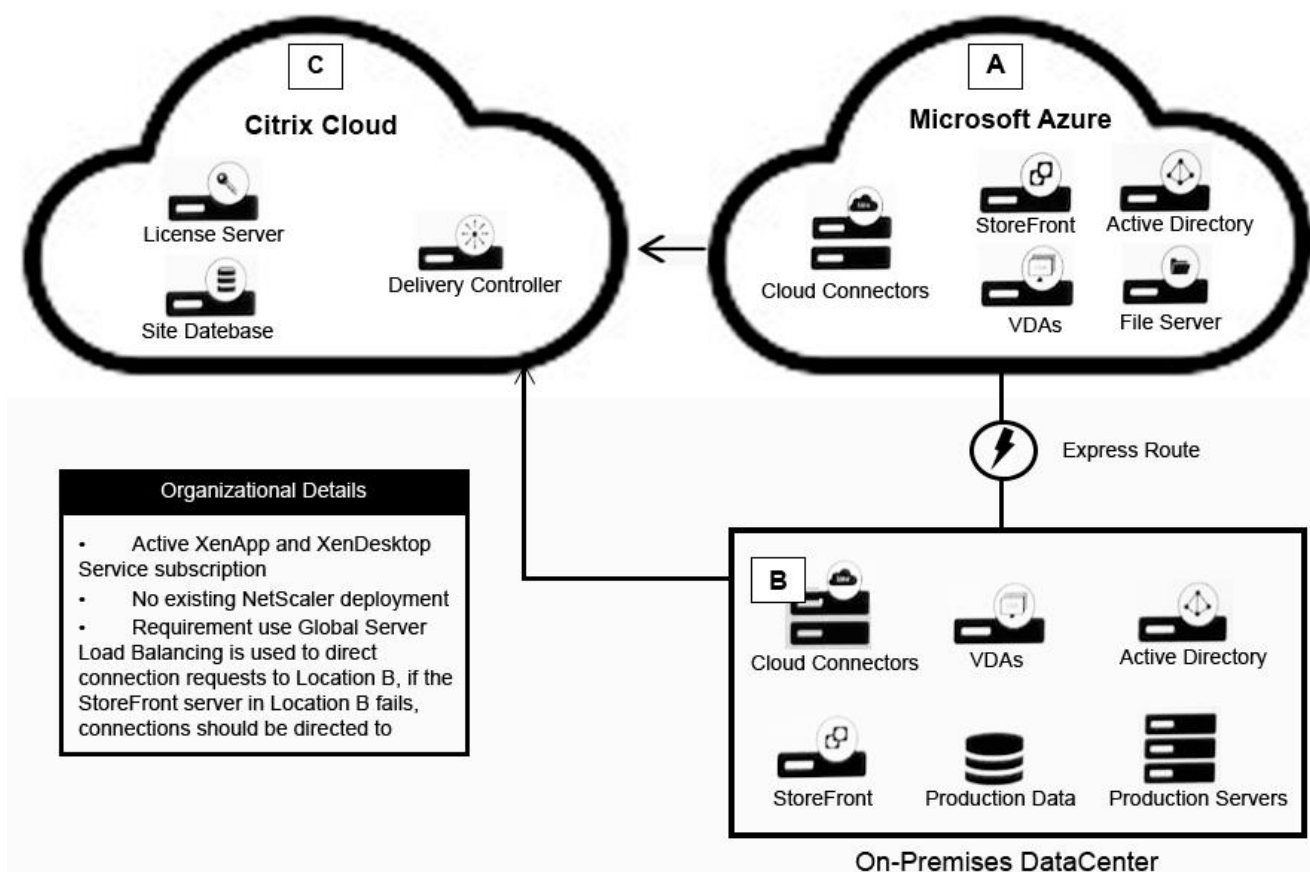 C
Citrix Cloud
License Server
Site Datebase
Delivery Controller
A
Microsoft Azure
Cloud Connectors
StoreFront
Active Directory
VDAs
File Server
Express Route
Organizational Details
• Active XenApp and XenDesktop
Service subscription
• No existing NetScaler deployment
• Requirement use Global Server
Load Balancing is used to direct
connection requests to Location B, if the
StoreFront server in Location B fails,
connections should be directed to
B
Cloud Connectors
VDAs
Active Directory
StoreFront
Production Data
Production Servers
On-Premises DataCenter